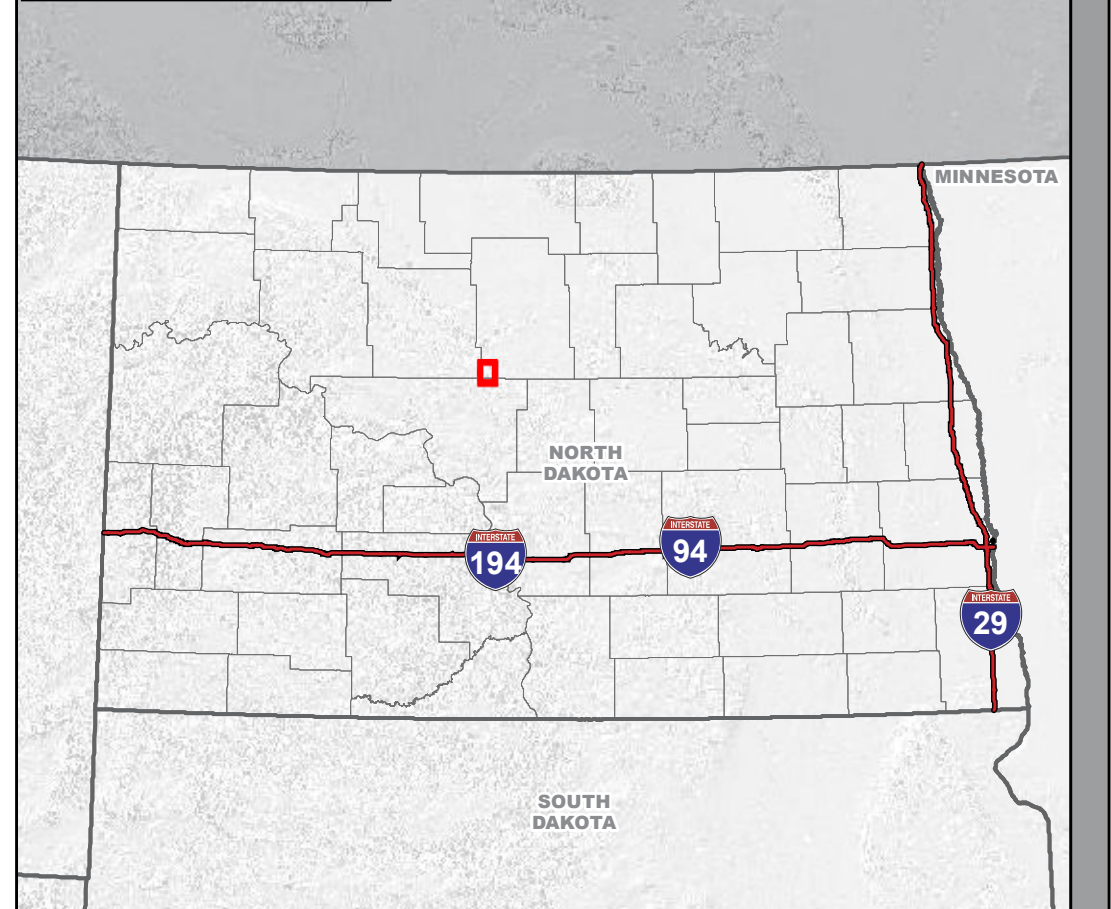 MINNESOTA
NORTH
DAKOTA
INTERSTATE
194
INTERSTATE
94
INTERSTATE
29
SOUTH
DAKOTA